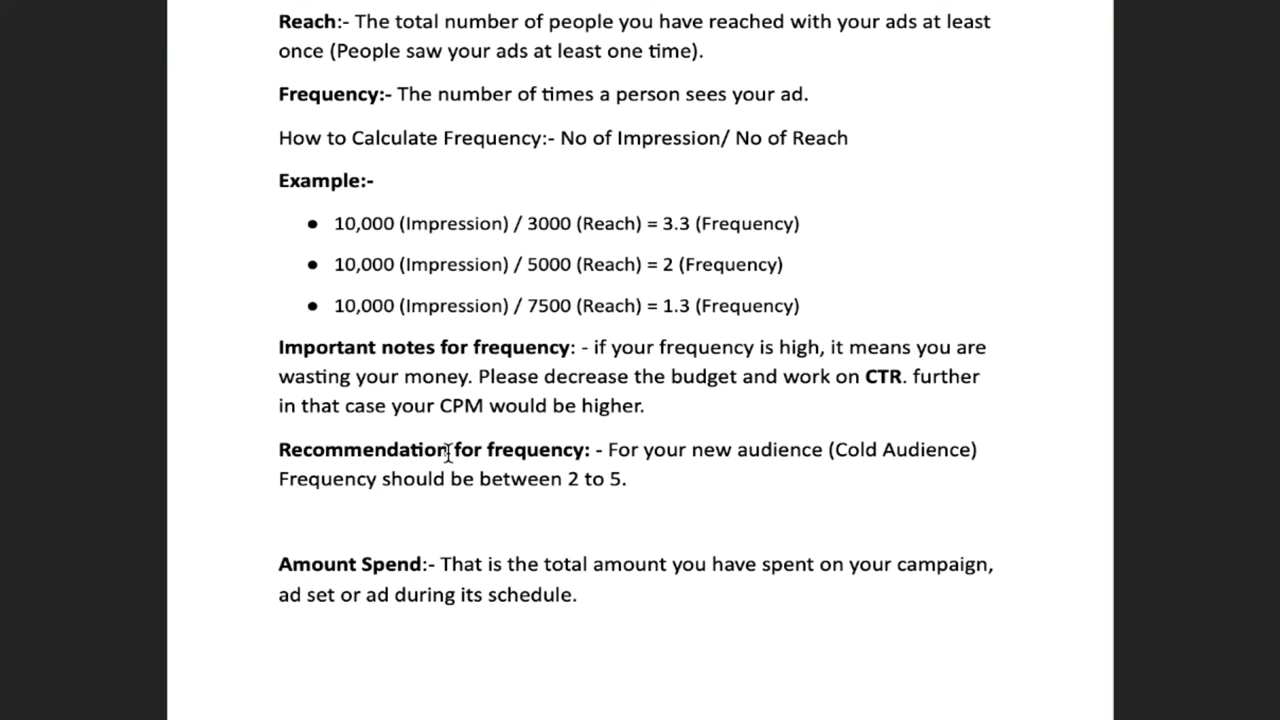 Reach:- The total number of people you have reached with your ads at least
once (People saw your ads at least one time).
Frequency:- The number of times a person sees your ad.
How to Calculate Frequency:- No of Impression/ No of Reach
Example:-
● 10,000 (Impression) / 3000 (Reach) = 3.3 (Frequency)
● 10,000 (Impression) / 5000 (Reach) = 2 (Frequency)
● 10,000 (Impression) / 7500 (Reach) = 1.3 (Frequency)
Important notes for frequency: - if your frequency is high, it means you are
wasting your money. Please decrease the budget and work on CTR. further
in that case your CPM would be higher.
Recommendation for frequency: - For your new audience (Cold Audience)
Frequency should be between 2 to 5.
Amount Spend:- That is the total amount you have spent on your campaign,
ad set or ad during its schedule.